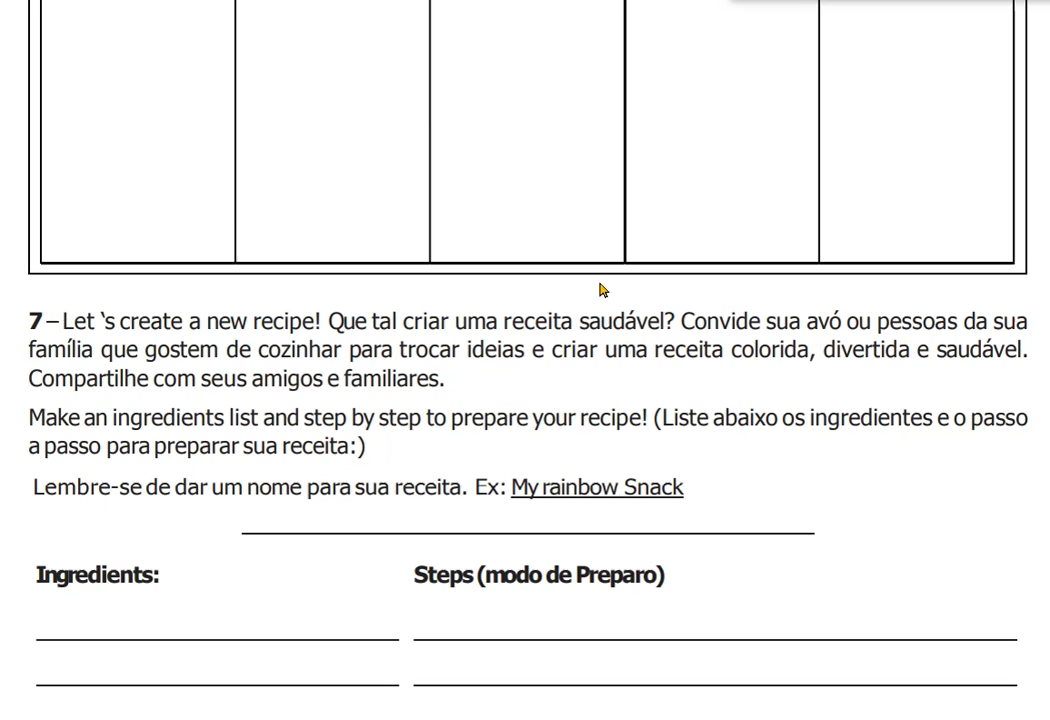 7 – Let ‘s create a new recipe! Que tal criar uma receita saudável? Convide sua avó ou pessoas da sua
família que gostem de cozinhar para trocar ideias e criar uma receita colorida, divertida e saudável.
Compartilhe com seus amigos e familiares.
Make an ingredients list and step by step to prepare your recipe! (Liste abaixo os ingredientes e o passo
a passo para preparar sua receita:)
Lembre-se de dar um nome para sua receita. Ex: My rainbow Snack
Ingredients:
Steps (modo de Preparo)